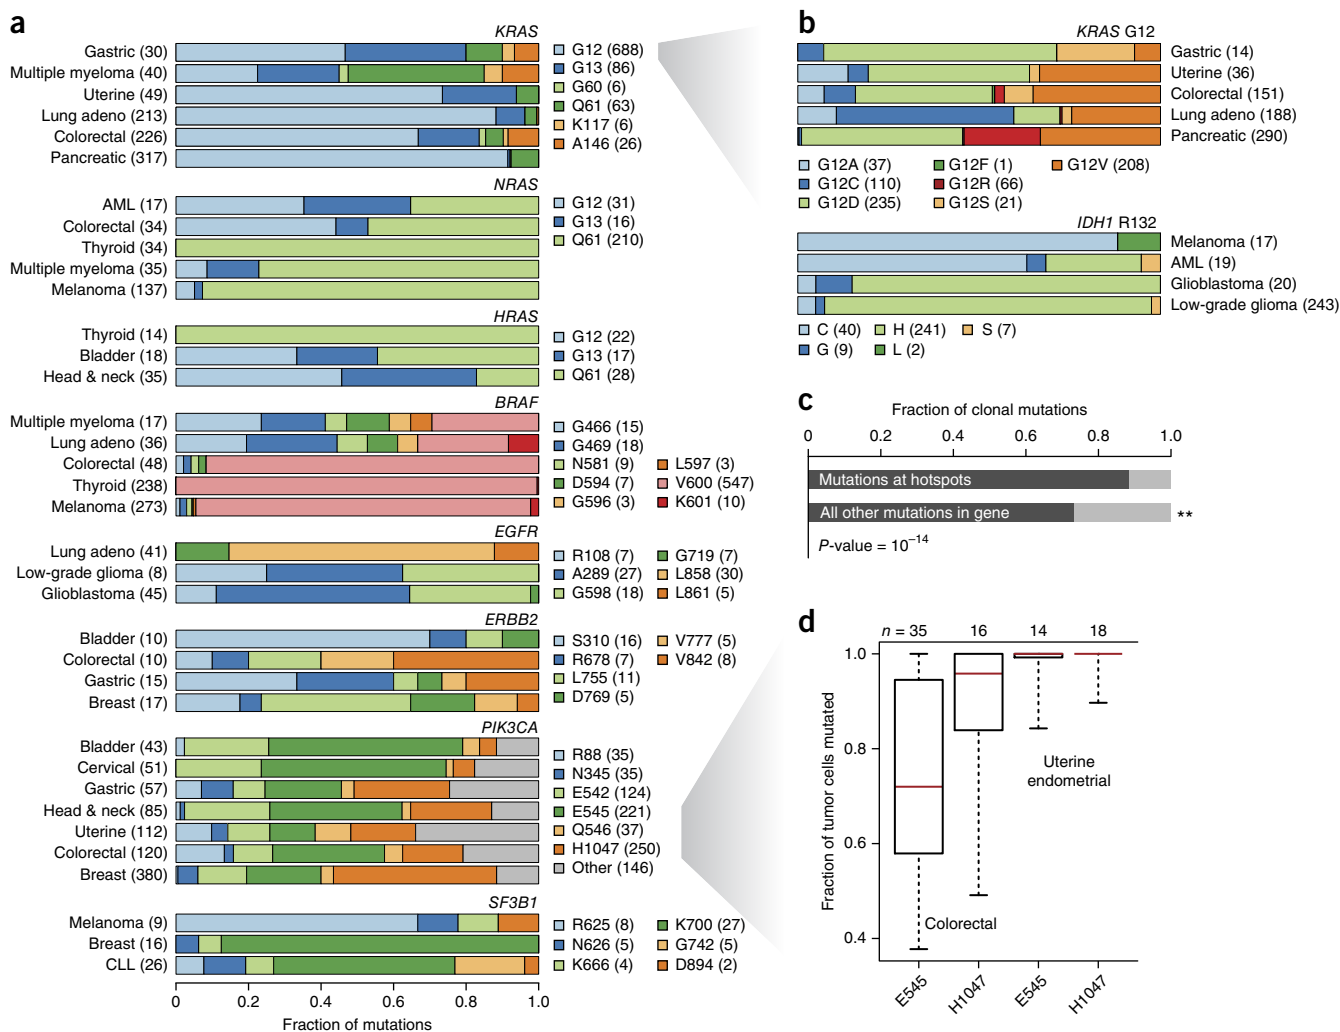 a
KRAS
Gastric (30)
Multiple myeloma (40)
Uterine (49)
Lung adeno (213)
Colorectal (226)
Pancreatic (317)
G12 (688)
G13 (86)
G60 (6)
Q61 (63)
K117 (6)
A146 (26)
NRAS
AML (17)
Colorectal (34)
Thyroid (34)
Multiple myeloma (35)
Melanoma (137)
G12 (31)
G13 (16)
Q61 (210)
HRAS
Thyroid (14)
Bladder (18)
Head & neck (35)
G12 (22)
G13 (17)
Q61 (28)
BRAF
Multiple myeloma (17)
Lung adeno (36)
Colorectal (48)
Thyroid (238)
Melanoma (273)
G466 (15)
G469 (18)
N581 (9) L597 (3)
D594 (7) V600 (547)
G596 (3) K601 (10)
EGFR
Lung adeno (41)
Low-grade glioma (8)
Glioblastoma (45)
R108 (7) G719 (7)
A289 (27) L858 (30)
G598 (18) L861 (5)
ERBB2
Bladder (10)
Colorectal (10)
Gastric (15)
Breast (17)
S310 (16) V777 (5)
R678 (7) V842 (8)
L755 (11)
D769 (5)
PIK3CA
Bladder (43)
Cervical (51)
Gastric (57)
Head & neck (85)
Uterine (112)
Colorectal (120)
Breast (380)
R88 (35)
N345 (35)
E542 (124)
E545 (221)
Q546 (37)
H1047 (250)
Other (146)
SF3B1
Melanoma (9)
Breast (16)
CLL (26)
R625 (8) K700 (27)
N626 (5) G742 (5)
K666 (4) D894 (2)
0 0.2 0.4 0.6 0.8 1.0
Fraction of mutations
b
KRAS G12
Gastric (14)
Uterine (36)
Colorectal (151)
Lung adeno (188)
Pancreatic (290)
G12A (37) G12F (1) G12V (208)
G12C (110) G12R (66)
G12D (235) G12S (21)
IDH1 R132
Melanoma (17)
AML (19)
Glioblastoma (20)
Low-grade glioma (243)
C (40) H (241) S (7)
G (9) L (2)
c
Fraction of clonal mutations
0 0.2 0.4 0.6 0.8 1.0
Mutations at hotspots
All other mutations in gene **
P-value = 10⁻¹⁴
d
n = 35 16 14 18
1.0
0.8
0.6
0.4
Fraction of tumor cells mutated
Uterine
endometrial
Colorectal
E545 H1047 E545 H1047